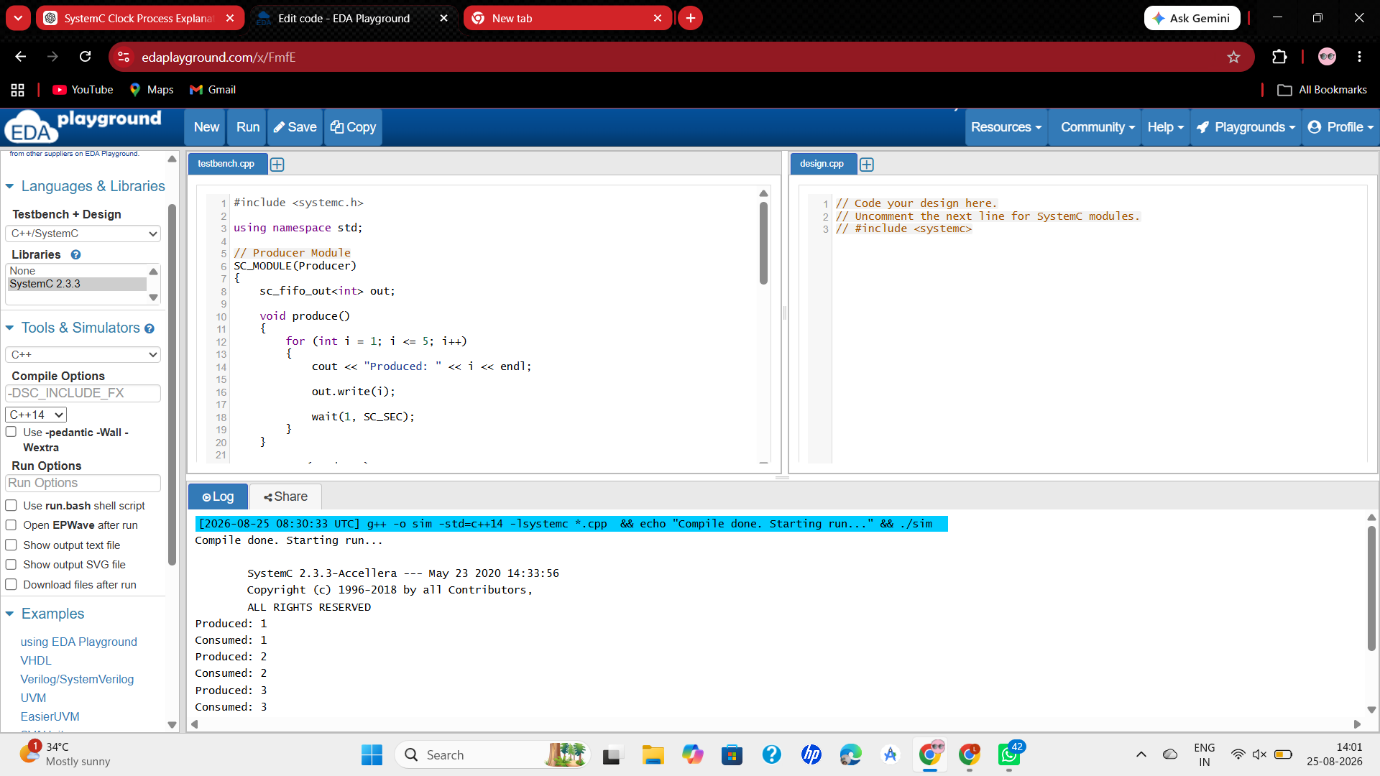 SystemC Clock Process Explana
Edit code - EDA Playground
New tab
Ask Gemini
edaplayground.com/x/FmfE
YouTube
Maps
Gmail
All Bookmarks
EDA playground
New
Run
Save
Copy
Resources
Community
Help
Playgrounds
Profile
from other suppliers on EDA Playground.
Languages & Libraries
Testbench + Design
C++/SystemC
Libraries ?
None
SystemC 2.3.3
Tools & Simulators ?
C++
Compile Options
-DSC_INCLUDE_FX
C++14
Use -pedantic -Wall -
Wextra
Run Options
Run Options
Use run.bash shell script
Open EPWave after run
Show output text file
Show output SVG file
Download files after run
Examples
using EDA Playground
VHDL
Verilog/SystemVerilog
UVM
EasierUVM
testbench.cpp
1 #include <systemc.h>
2
3 using namespace std;
4
5 // Producer Module
6 SC_MODULE(Producer)
7 {
8 sc_fifo_out<int> out;
9
10 void produce()
11 {
12 for (int i = 1; i <= 5; i++)
13 {
14 cout << "Produced: " << i << endl;
15
16 out.write(i);
17
18 wait(1, SC_SEC);
19 }
20 }
21
design.cpp
1 // Code your design here.
2 // Uncomment the next line for SystemC modules.
3 // #include <systemc>
Log
Share
[2026-08-25 08:30:33 UTC] g++ -o sim -std=c++14 -lsystemc *.cpp && echo "Compile done. Starting run..." && ./sim
Compile done. Starting run...
SystemC 2.3.3-Accellera --- May 23 2020 14:33:56
Copyright (c) 1996-2018 by all Contributors,
ALL RIGHTS RESERVED
Produced: 1
Consumed: 1
Produced: 2
Consumed: 2
Produced: 3
Consumed: 3
1
34°C
Mostly sunny
Search
42
ENG
IN
14:01
25-08-2026